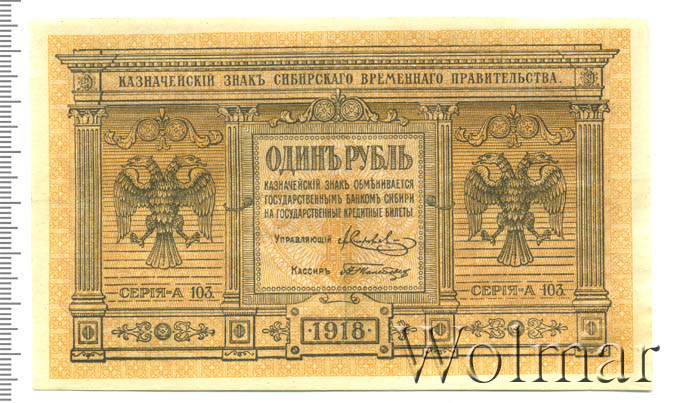 КАЗНАЧЕЙСКІЙ ЗНАКЪ СИБИРСКАГО ВРЕМЕННАГО ПРАВИТЕЛЬСТВА.
ОДИНЪ РУБЛЬ
КАЗНАЧЕЙСКІЙ ЗНАКЪ ОБМѢНИВАЕТСЯ
ГОСУДАРСТВЕННЫМЪ БАНКОМЪ СИБИРИ
НА ГОСУДАРСТВЕННЫЕ КРЕДИТНЫЕ БИЛЕТЫ.
УПРАВЛЯЮЩІЙ
КАССИРЪ
СЕРІЯ-А 103.
СЕРІЯ-А 103.
·1918·
Wolmar